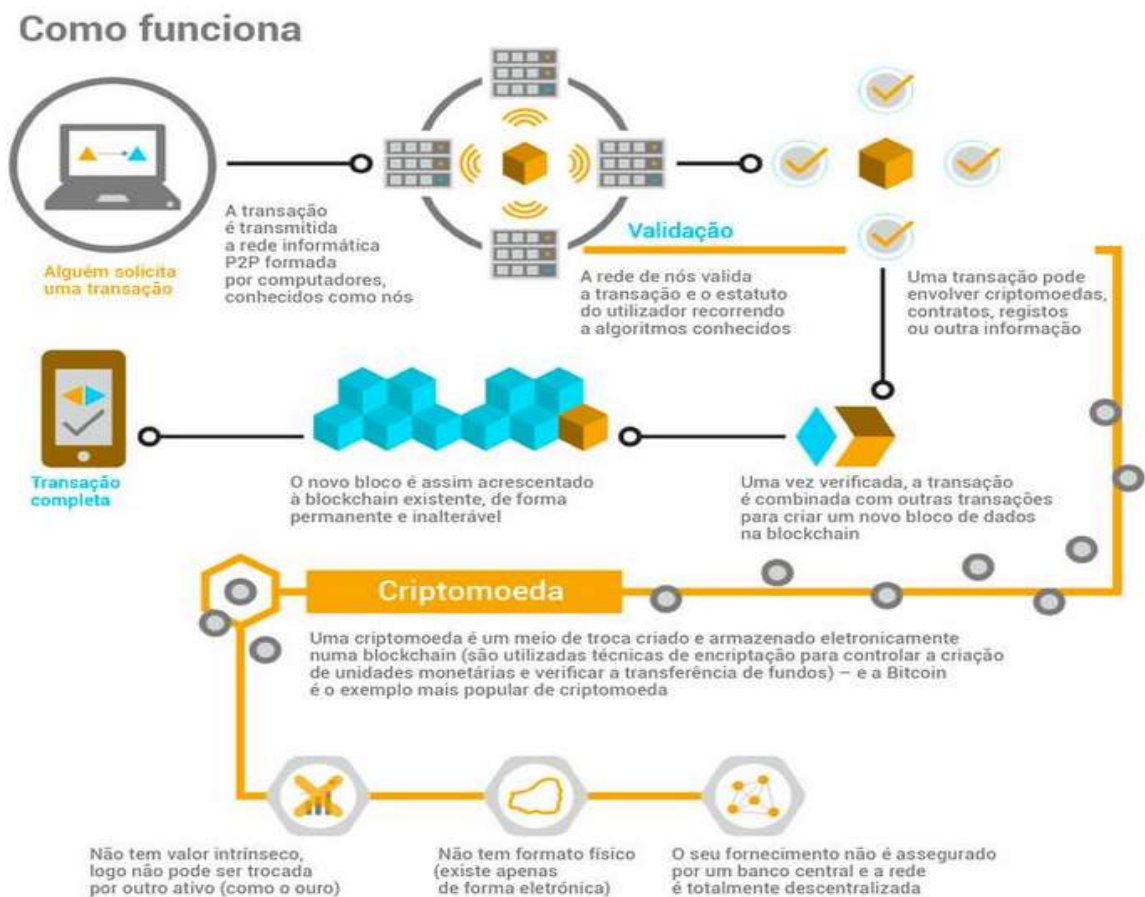 Como funciona
Alguém solicita
uma transação
A transação
é transmitida
a rede informática
P2P formada
por computadores,
conhecidos como nós
Validação
A rede de nós valida
a transação e o estatuto
do utilizador recorrendo
a algoritmos conhecidos
Uma transação pode
envolver criptomoedas,
contratos, registos
ou outra informação
Transação
completa
O novo bloco é assim acrescentado
à blockchain existente, de forma
permanente e inalterável
Uma vez verificada, a transação
é combinada com outras transações
para criar um novo bloco de dados
na blockchain
Criptomoeda
Uma criptomoeda é um meio de troca criado e armazenado eletronicamente
numa blockchain (são utilizadas técnicas de encriptação para controlar a criação
de unidades monetárias e verificar a transferência de fundos) – e a Bitcoin
é o exemplo mais popular de criptomoeda
Não tem valor intrínseco,
logo não pode ser trocada
por outro ativo (como o ouro)
Não tem formato físico
(existe apenas
de forma eletrónica)
O seu fornecimento não é assegurado
por um banco central e a rede
é totalmente descentralizada